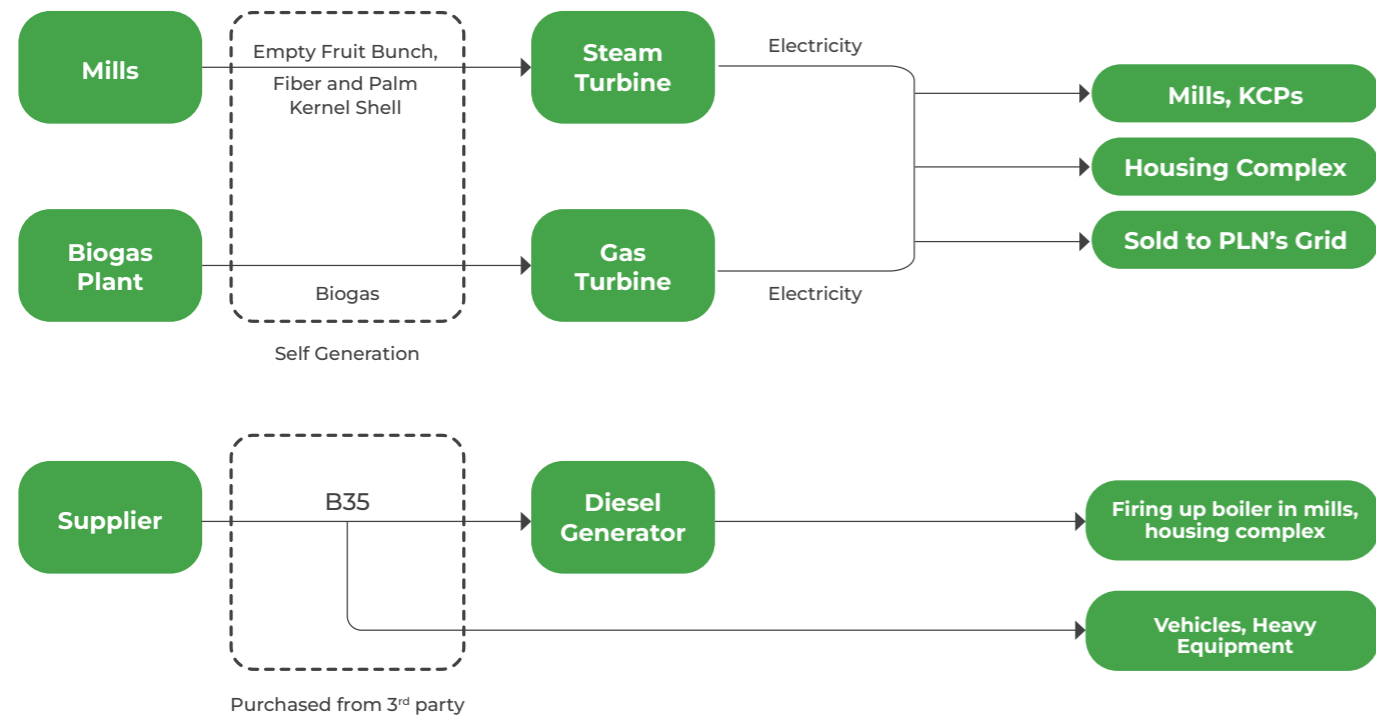 Mills
Empty Fruit Bunch,
Fiber and Palm
Kernel Shell
Steam
Turbine
Electricity
Mills, KCPs
Housing Complex
Sold to PLN's Grid
Biogas
Plant
Biogas
Gas
Turbine
Electricity
Self Generation
Supplier
B35
Diesel
Generator
Firing up boiler in mills,
housing complex
Vehicles, Heavy
Equipment
Purchased from 3rd party